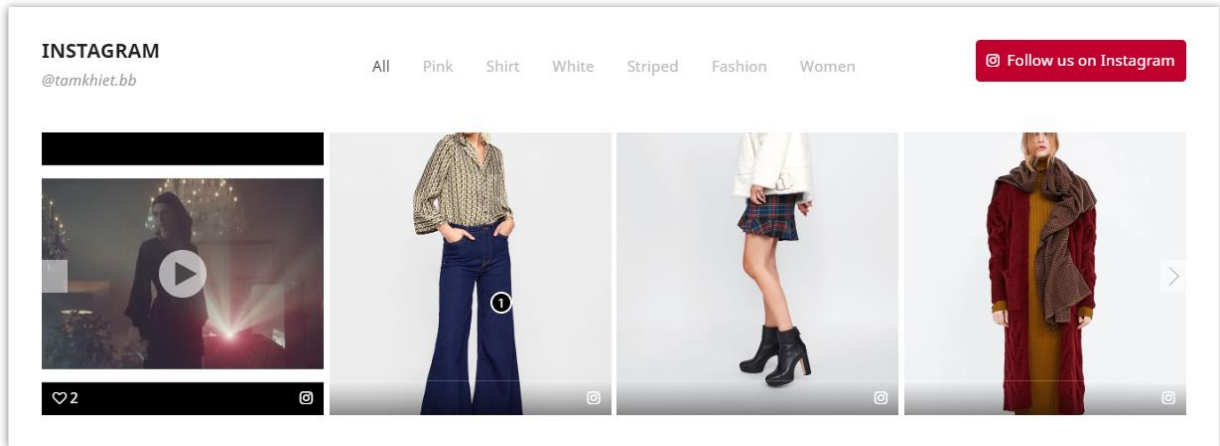 INSTAGRAM
@tamkhiet.bb
All Pink Shirt White Striped Fashion Women
Follow us on Instagram
1
2